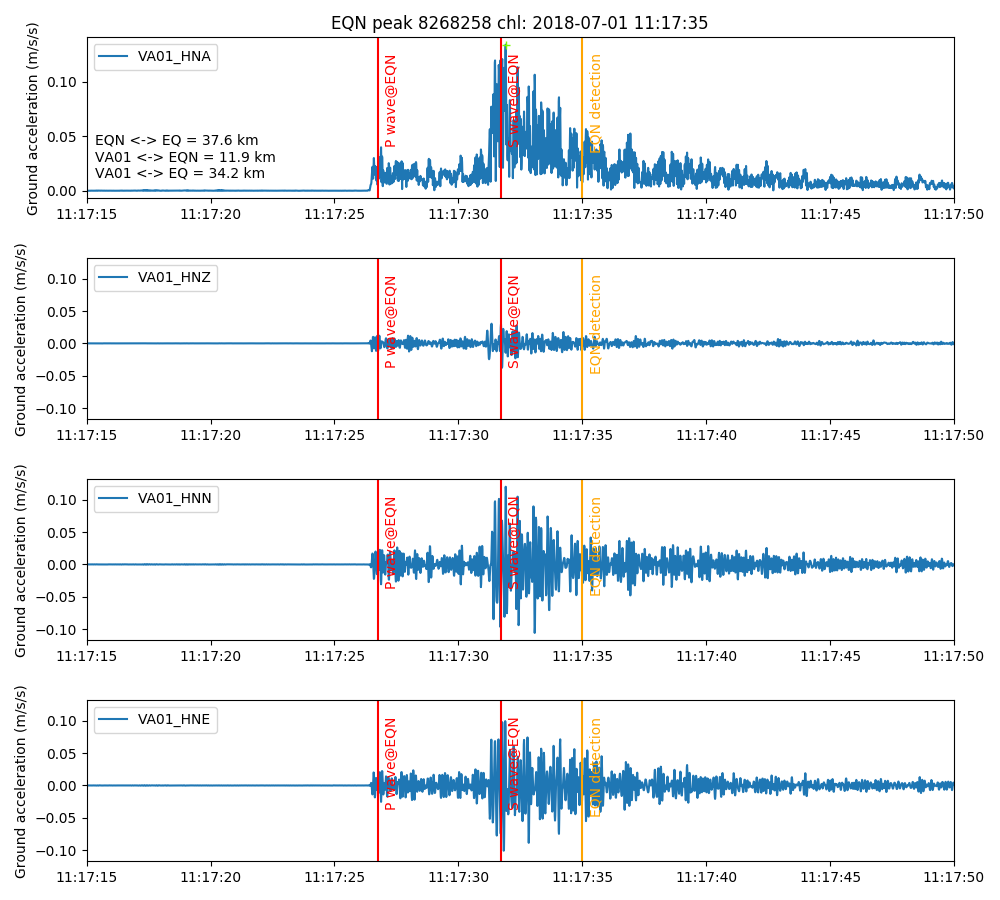 EQN peak 8268258 chl: 2018-07-01 11:17:35
Ground acceleration (m/s/s)
0.10
0.05
0.00
VA01_HNA
EQN <-> EQ = 37.6 km
VA01 <-> EQN = 11.9 km
VA01 <-> EQ = 34.2 km
P wave@EQN
S wave@EQN
EQN detection
11:17:15 11:17:20 11:17:25 11:17:30 11:17:35 11:17:40 11:17:45 11:17:50
Ground acceleration (m/s/s)
0.10
0.05
0.00
−0.05
−0.10
VA01_HNZ
P wave@EQN
S wave@EQN
EQN detection
11:17:15 11:17:20 11:17:25 11:17:30 11:17:35 11:17:40 11:17:45 11:17:50
Ground acceleration (m/s/s)
0.10
0.05
0.00
−0.05
−0.10
VA01_HNN
P wave@EQN
S wave@EQN
EQN detection
11:17:15 11:17:20 11:17:25 11:17:30 11:17:35 11:17:40 11:17:45 11:17:50
Ground acceleration (m/s/s)
0.10
0.05
0.00
−0.05
−0.10
VA01_HNE
P wave@EQN
S wave@EQN
EQN detection
11:17:15 11:17:20 11:17:25 11:17:30 11:17:35 11:17:40 11:17:45 11:17:50